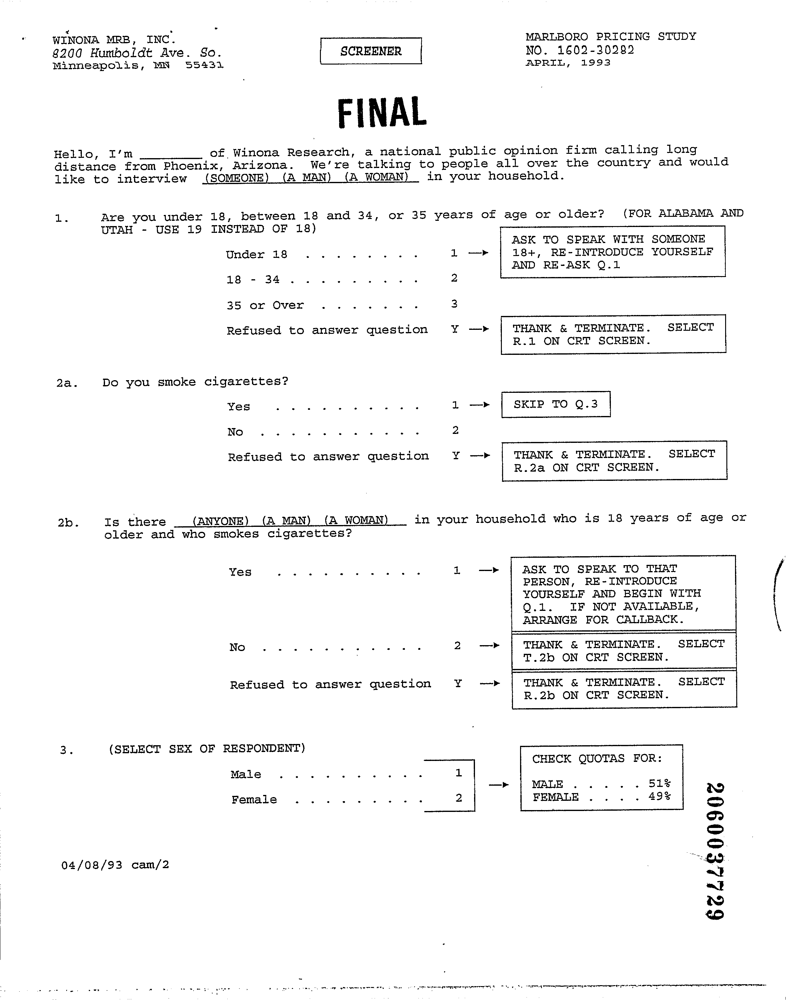 WINONA MRB, INC.
8200 Humboldt Ave. So.
Minneapolis, MN 55431
SCREENER
MARLBORO PRICING STUDY
NO. 1602-30282
APRIL, 1993
FINAL
Hello, I'm ________ of Winona Research, a national public opinion firm calling long
distance from Phoenix, Arizona. We're talking to people all over the country and would
like to interview (SOMEONE) (A MAN) (A WOMAN) in your household.
1. Are you under 18, between 18 and 34, or 35 years of age or older? (FOR ALABAMA AND
UTAH - USE 19 INSTEAD OF 18)
Under 18 . . . . . . . . 1 →
ASK TO SPEAK WITH SOMEONE
18+, RE-INTRODUCE YOURSELF
AND RE-ASK Q.1
18 - 34 . . . . . . . . . 2
35 or Over . . . . . . . 3
Refused to answer question Y →
THANK & TERMINATE. SELECT
R.1 ON CRT SCREEN.
2a. Do you smoke cigarettes?
Yes . . . . . . . . . . 1 → SKIP TO Q.3
No . . . . . . . . . . . 2
Refused to answer question Y →
THANK & TERMINATE. SELECT
R.2a ON CRT SCREEN.
2b. Is there (ANYONE) (A MAN) (A WOMAN) in your household who is 18 years of age or
older and who smokes cigarettes?
Yes . . . . . . . . . . 1 →
ASK TO SPEAK TO THAT
PERSON, RE-INTRODUCE
YOURSELF AND BEGIN WITH
Q.1. IF NOT AVAILABLE,
ARRANGE FOR CALLBACK.
No . . . . . . . . . . . 2 →
THANK & TERMINATE. SELECT
T.2b ON CRT SCREEN.
Refused to answer question Y →
THANK & TERMINATE. SELECT
R.2b ON CRT SCREEN.
3. (SELECT SEX OF RESPONDENT)
Male . . . . . . . . . . 1
Female . . . . . . . . . 2
→
CHECK QUOTAS FOR:
MALE . . . . . 51%
FEMALE . . . . 49%
2060037729
04/08/93 cam/2